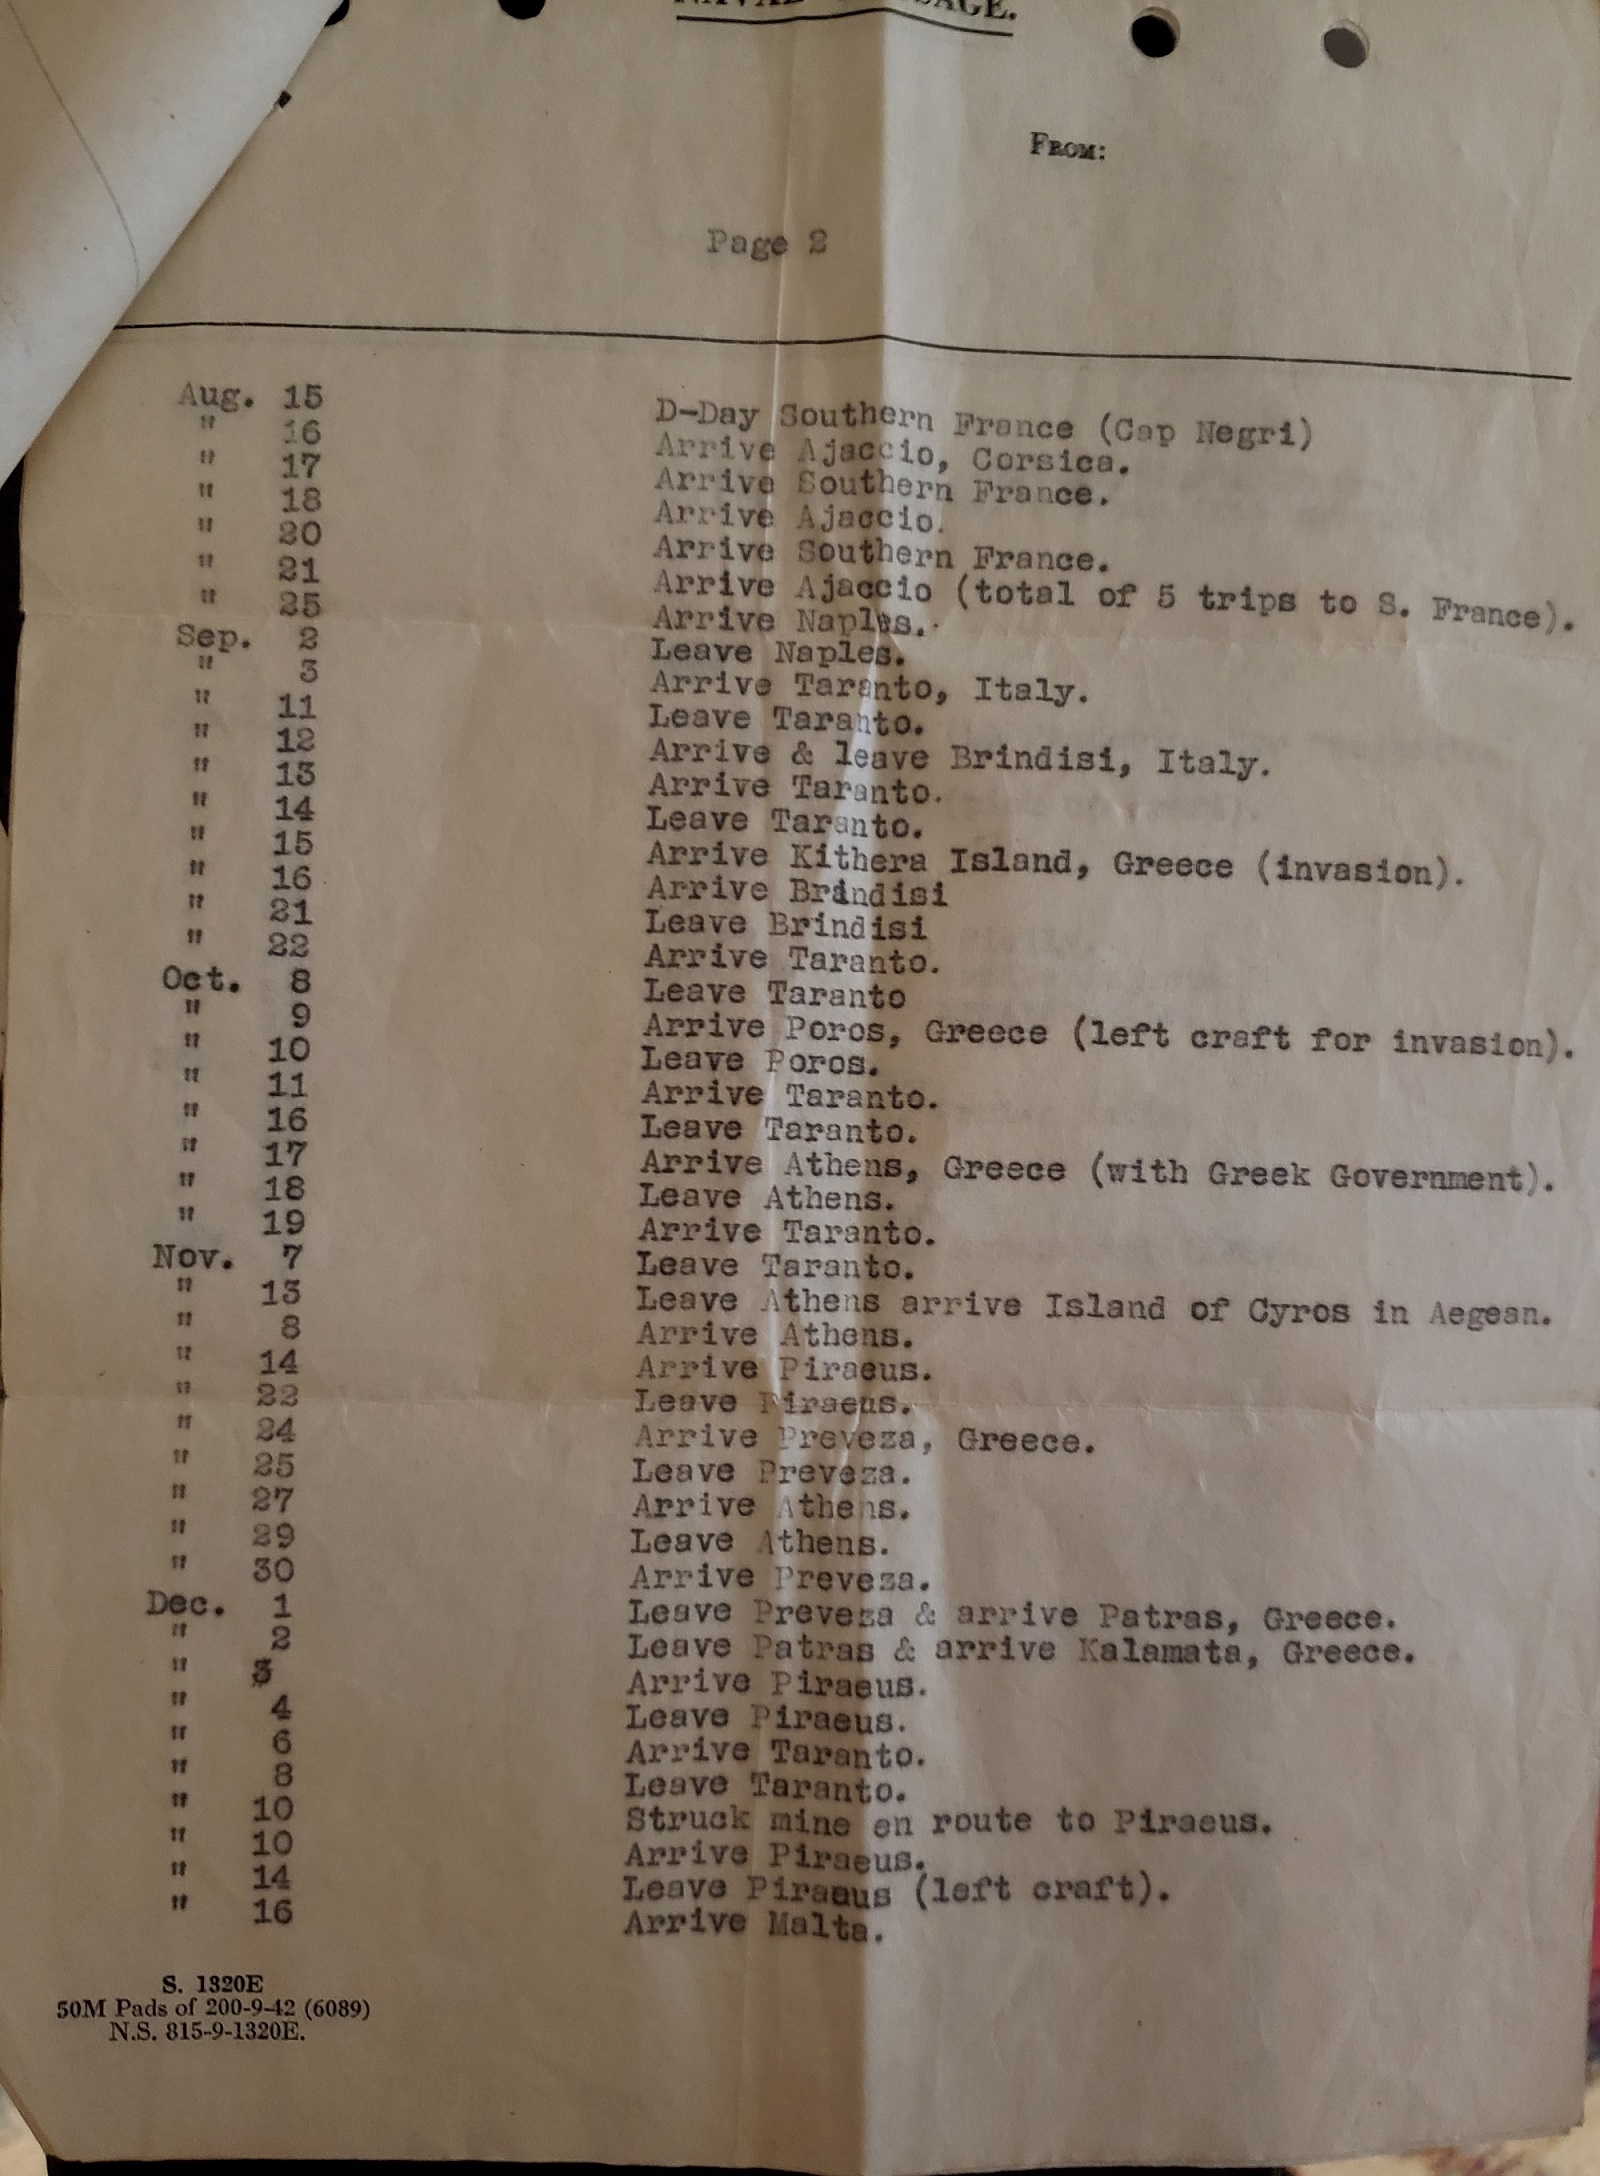 NAVAL
FROM:
Page 2
Aug. 15 D-Day Southern France (Cap Negri)
" 16 Arrive Ajaccio, Corsica.
" 17 Arrive Southern France.
" 18 Arrive Ajaccio.
" 20 Arrive Southern France.
" 21 Arrive Ajaccio (total of 5 trips to S. France).
" 25 Arrive Naples.
Sep. 2 Leave Naples.
" 3 Arrive Taranto, Italy.
" 11 Leave Taranto.
" 12 Arrive & leave Brindisi, Italy.
" 13 Arrive Taranto.
" 14 Leave Taranto.
" 15 Arrive Kithera Island, Greece (invasion).
" 16 Arrive Brindisi
" 21 Leave Brindisi
" 22 Arrive Taranto.
Oct. 8 Leave Taranto
" 9 Arrive Poros, Greece (left craft for invasion).
" 10 Leave Poros.
" 11 Arrive Taranto.
" 16 Leave Taranto.
" 17 Arrive Athens, Greece (with Greek Government).
" 18 Leave Athens.
" 19 Arrive Taranto.
Nov. 7 Leave Taranto.
" 13 Leave Athens arrive Island of Cyros in Aegean.
" 8 Arrive Athens.
" 14 Arrive Piraeus.
" 22 Leave Piraeus.
" 24 Arrive Preveza, Greece.
" 25 Leave Preveza.
" 27 Arrive Athens.
" 29 Leave Athens.
" 30 Arrive Preveza.
Dec. 1 Leave Preveza & arrive Patras, Greece.
" 2 Leave Patras & arrive Kalamata, Greece.
" 3 Arrive Piraeus.
" 4 Leave Piraeus.
" 6 Arrive Taranto.
" 8 Leave Taranto.
" 10 Struck mine en route to Piraeus.
" 10 Arrive Piraeus.
" 14 Leave Piraeus (left craft).
" 16 Arrive Malta.
S. 1320E
50M Pads of 200-9-42 (6089)
N.S. 815-9-1320E.